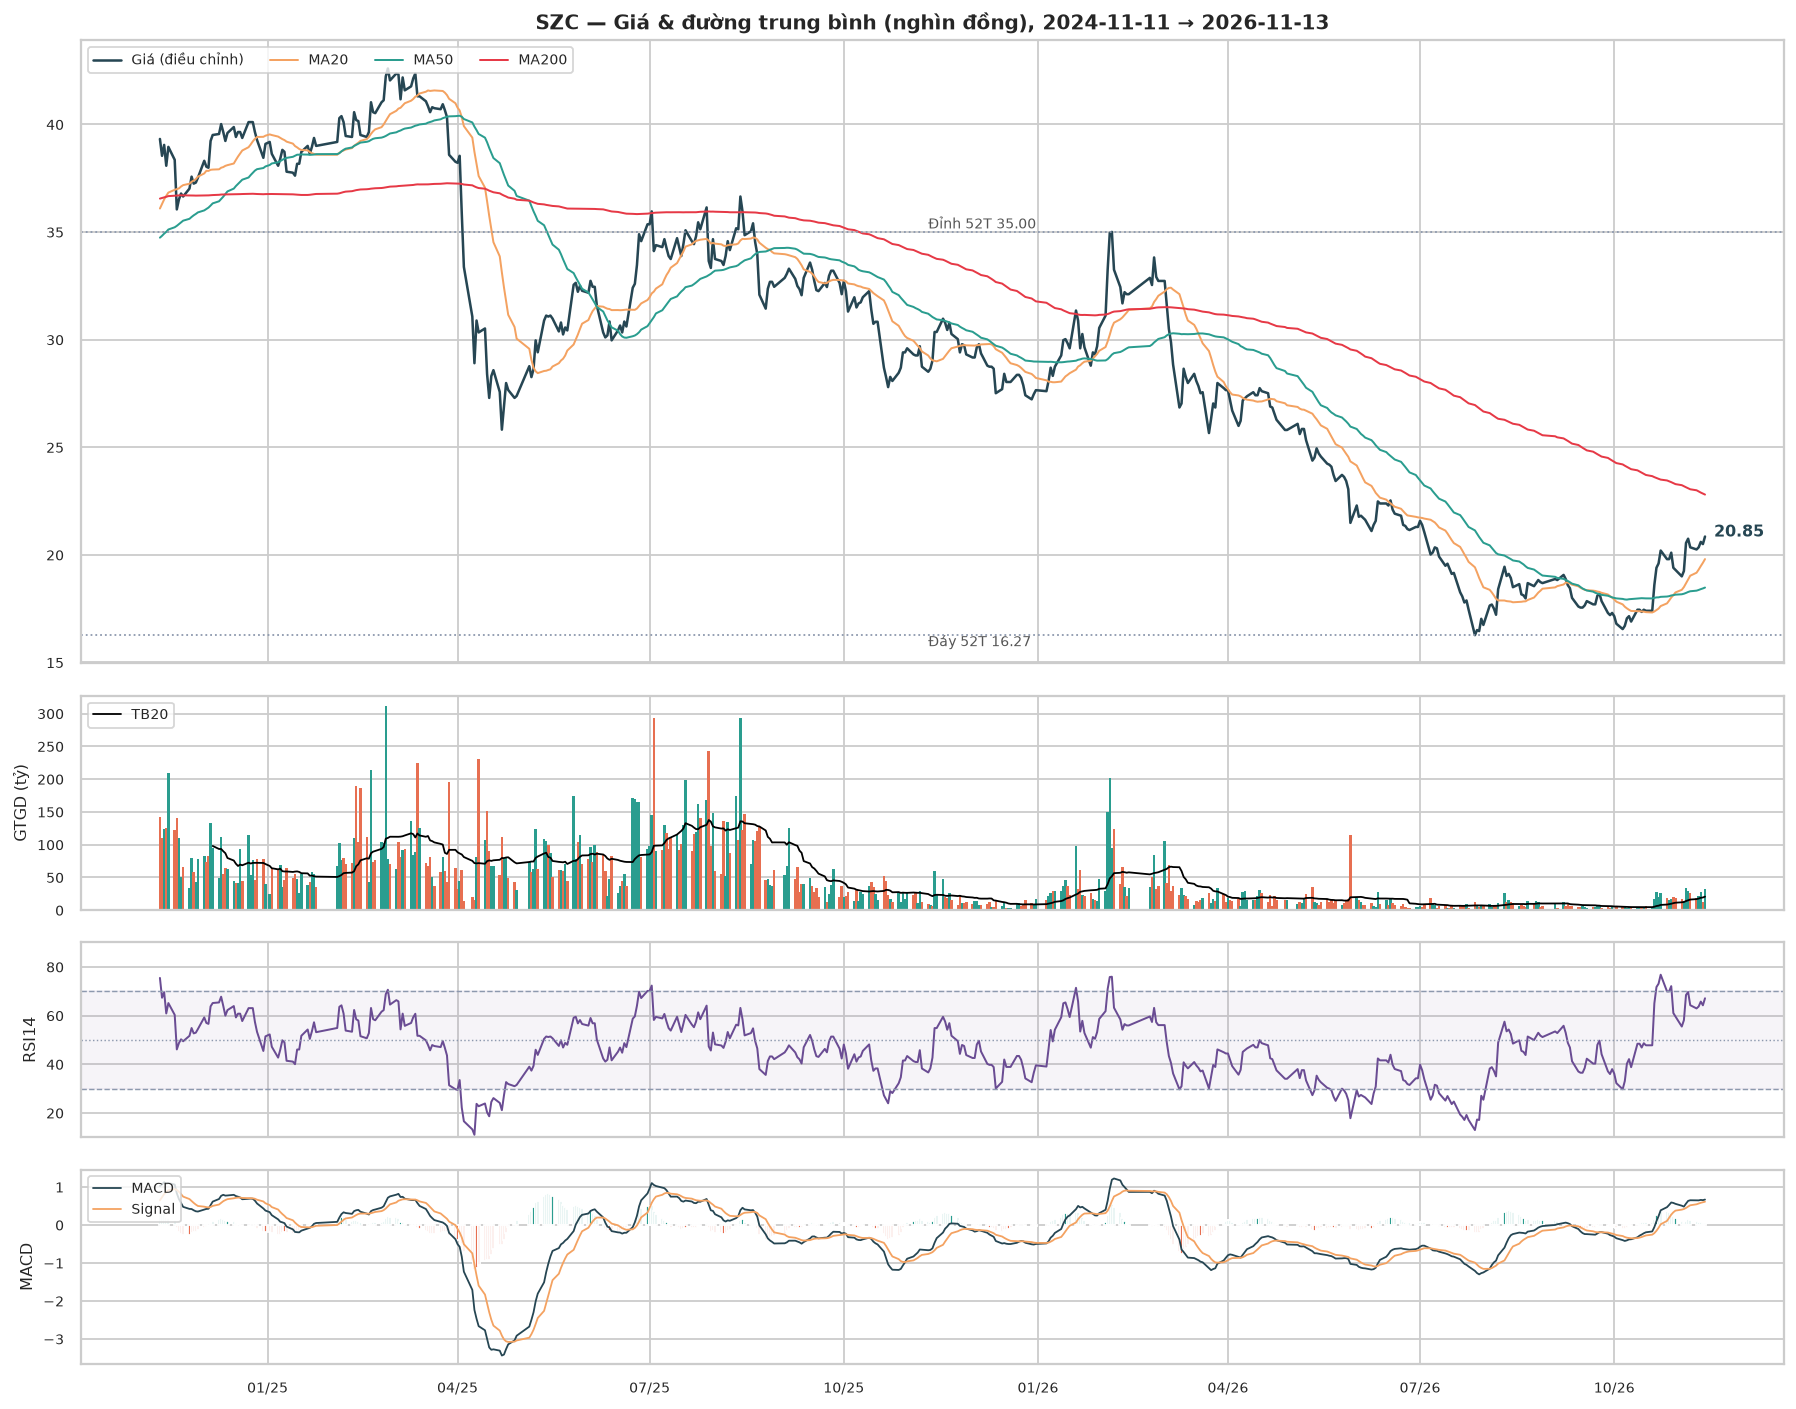 SZC — Giá & đường trung bình (nghìn đồng), 2024-11-11 → 2026-11-13
Giá (điều chỉnh) MA20 MA50 MA200
40
35
30
25
20
15
Đỉnh 52T 35.00
20.85
Đáy 52T 16.27
TB20
GTGD (tỷ)
300
250
200
150
100
50
0
RSI14
80
60
40
20
MACD
Signal
MACD
1
0
−1
−2
−3
01/25 04/25 07/25 10/25 01/26 04/26 07/26 10/26